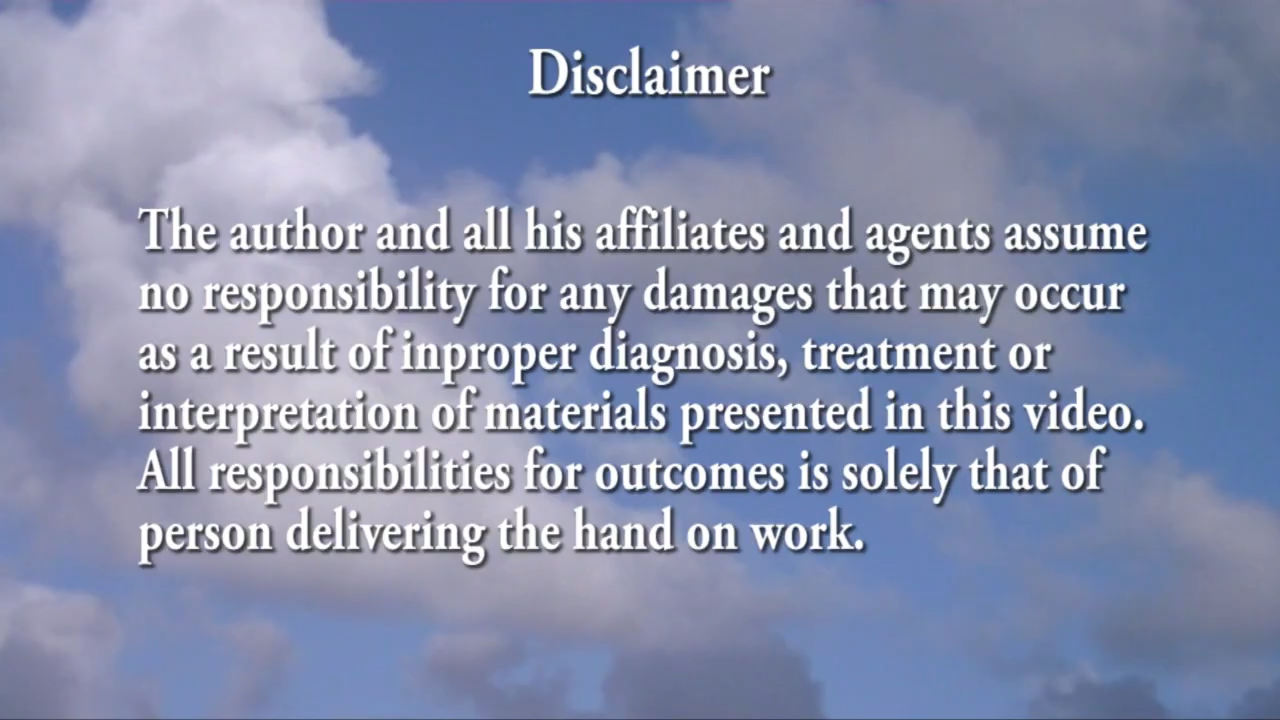 Disclaimer
The author and all his affiliates and agents assume
no responsibility for any damages that may occur
as a result of inproper diagnosis, treatment or
interpretation of materials presented in this video.
All responsibilities for outcomes is solely that of
person delivering the hand on work.